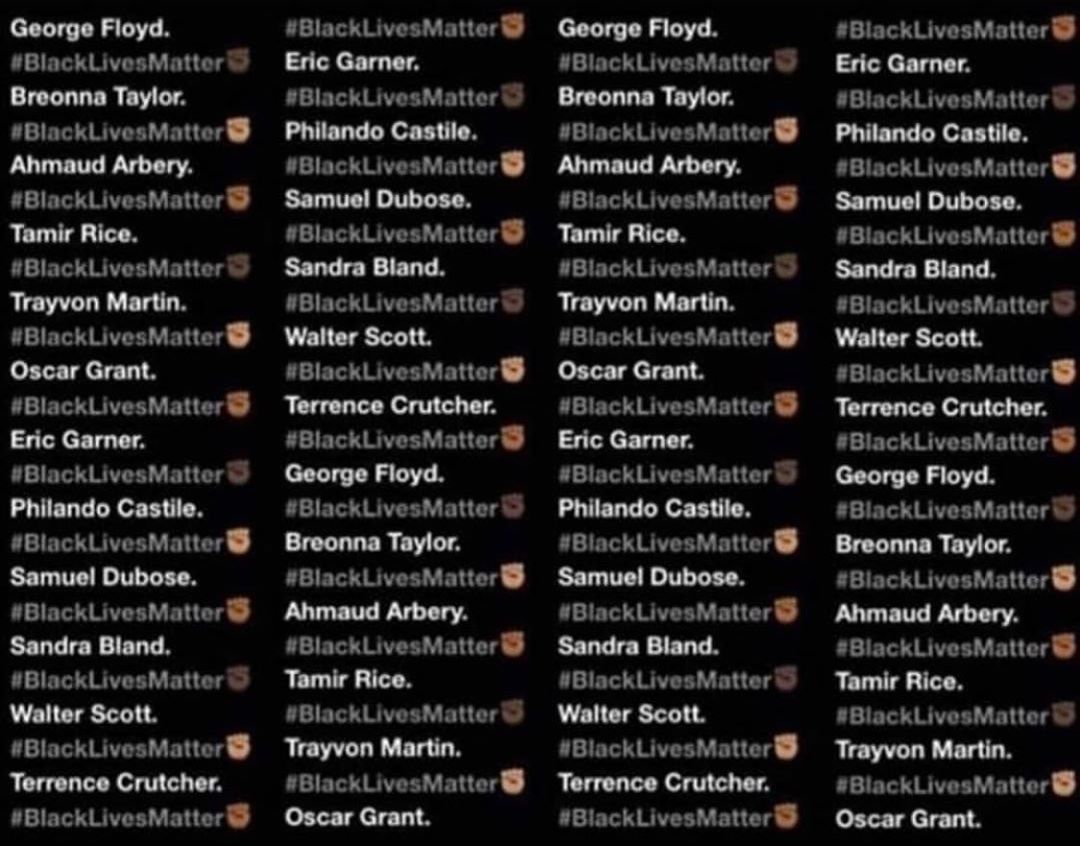 George Floyd.
#BlackLivesMatter✊🏿
Breonna Taylor.
#BlackLivesMatter✊🏽
Ahmaud Arbery.
#BlackLivesMatter✊🏾
Tamir Rice.
#BlackLivesMatter✊🏿
Trayvon Martin.
#BlackLivesMatter✊🏽
Oscar Grant.
#BlackLivesMatter✊🏾
Eric Garner.
#BlackLivesMatter✊🏿
Philando Castile.
#BlackLivesMatter✊🏽
Samuel Dubose.
#BlackLivesMatter✊🏾
Sandra Bland.
#BlackLivesMatter✊🏿
Walter Scott.
#BlackLivesMatter✊🏽
Terrence Crutcher.
#BlackLivesMatter✊🏾
#BlackLivesMatter✊🏾
Eric Garner.
#BlackLivesMatter✊🏿
Philando Castile.
#BlackLivesMatter✊🏽
Samuel Dubose.
#BlackLivesMatter✊🏾
Sandra Bland.
#BlackLivesMatter✊🏿
Walter Scott.
#BlackLivesMatter✊🏽
Terrence Crutcher.
#BlackLivesMatter✊🏾
George Floyd.
#BlackLivesMatter✊🏿
Breonna Taylor.
#BlackLivesMatter✊🏽
Ahmaud Arbery.
#BlackLivesMatter✊🏾
Tamir Rice.
#BlackLivesMatter✊🏿
Trayvon Martin.
#BlackLivesMatter✊🏽
Oscar Grant.
George Floyd.
#BlackLivesMatter✊🏿
Breonna Taylor.
#BlackLivesMatter✊🏽
Ahmaud Arbery.
#BlackLivesMatter✊🏾
Tamir Rice.
#BlackLivesMatter✊🏿
Trayvon Martin.
#BlackLivesMatter✊🏽
Oscar Grant.
#BlackLivesMatter✊🏾
Eric Garner.
#BlackLivesMatter✊🏿
Philando Castile.
#BlackLivesMatter✊🏽
Samuel Dubose.
#BlackLivesMatter✊🏾
Sandra Bland.
#BlackLivesMatter✊🏿
Walter Scott.
#BlackLivesMatter✊🏽
Terrence Crutcher.
#BlackLivesMatter✊🏾
#BlackLivesMatter✊🏾
Eric Garner.
#BlackLivesMatter✊🏿
Philando Castile.
#BlackLivesMatter✊🏽
Samuel Dubose.
#BlackLivesMatter✊🏾
Sandra Bland.
#BlackLivesMatter✊🏿
Walter Scott.
#BlackLivesMatter✊🏽
Terrence Crutcher.
#BlackLivesMatter✊🏾
George Floyd.
#BlackLivesMatter✊🏿
Breonna Taylor.
#BlackLivesMatter✊🏽
Ahmaud Arbery.
#BlackLivesMatter✊🏾
Tamir Rice.
#BlackLivesMatter✊🏿
Trayvon Martin.
#BlackLivesMatter✊🏽
Oscar Grant.